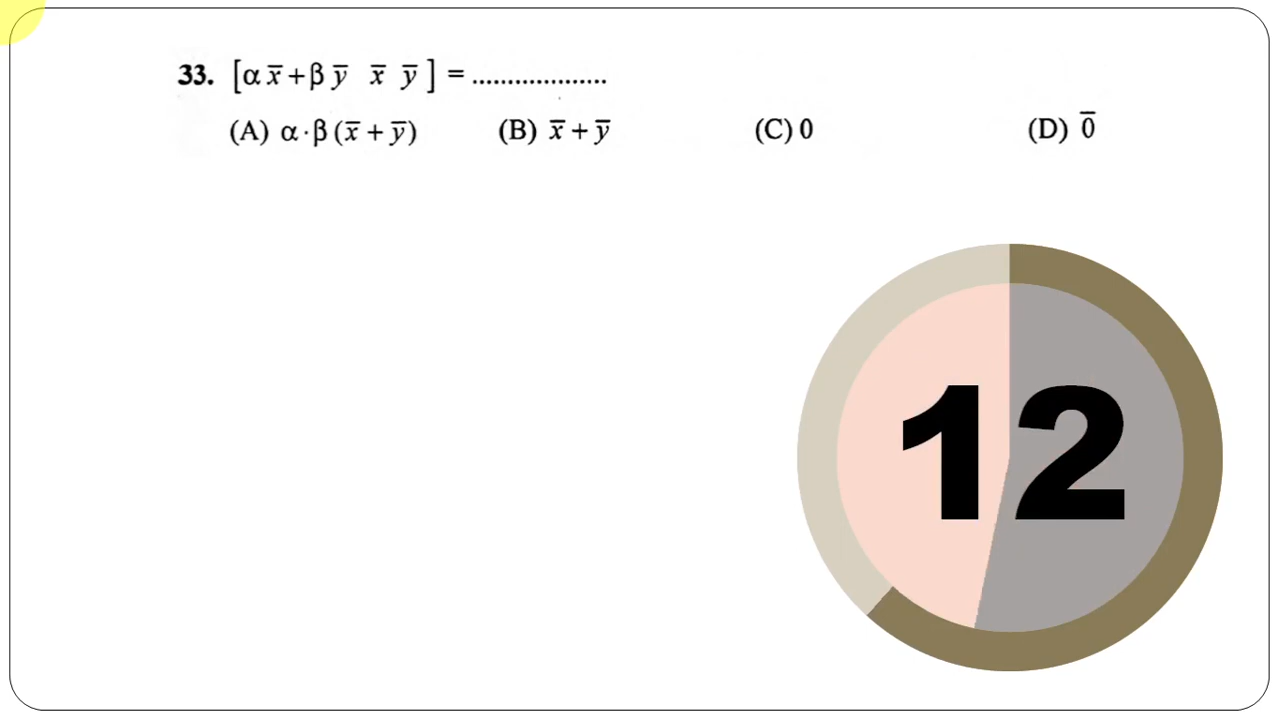 33. [α x̅ + β y̅  x̅  y̅ ] = ...................
(A) α · β (x̅ + y̅) (B) x̅ + y̅ (C) 0 (D) 0̅
12